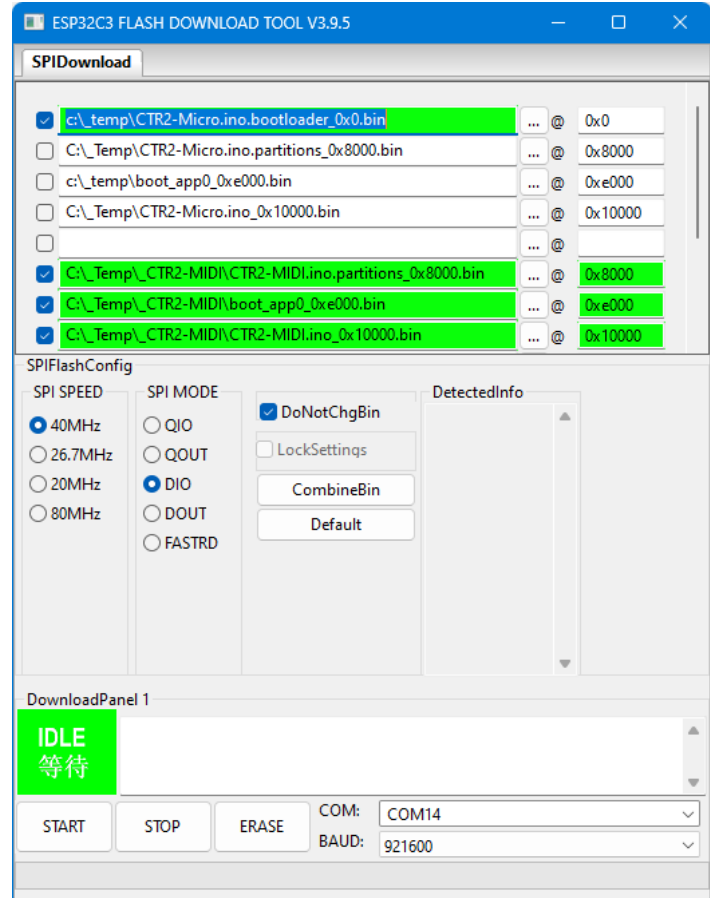 ESP32C3 FLASH DOWNLOAD TOOL V3.9.5
SPIDownload
c:\_temp\CTR2-Micro.ino.bootloader_0x0.bin ... @ 0x0
C:\_Temp\CTR2-Micro.ino.partitions_0x8000.bin ... @ 0x8000
c:\_temp\boot_app0_0xe000.bin ... @ 0xe000
C:\_Temp\CTR2-Micro.ino_0x10000.bin ... @ 0x10000
... @
C:\_Temp\_CTR2-MIDI\CTR2-MIDI.ino.partitions_0x8000.bin ... @ 0x8000
C:\_Temp\_CTR2-MIDI\boot_app0_0xe000.bin ... @ 0xe000
C:\_Temp\_CTR2-MIDI\CTR2-MIDI.ino_0x10000.bin ... @ 0x10000
SPIFlashConfig
SPI SPEED
40MHz
26.7MHz
20MHz
80MHz
SPI MODE
QIO
QOUT
DIO
DOUT
FASTRD
DoNotChgBin
LockSettings
CombineBin
Default
DetectedInfo
DownloadPanel 1
IDLE
等待
START STOP ERASE
COM: COM14
BAUD: 921600